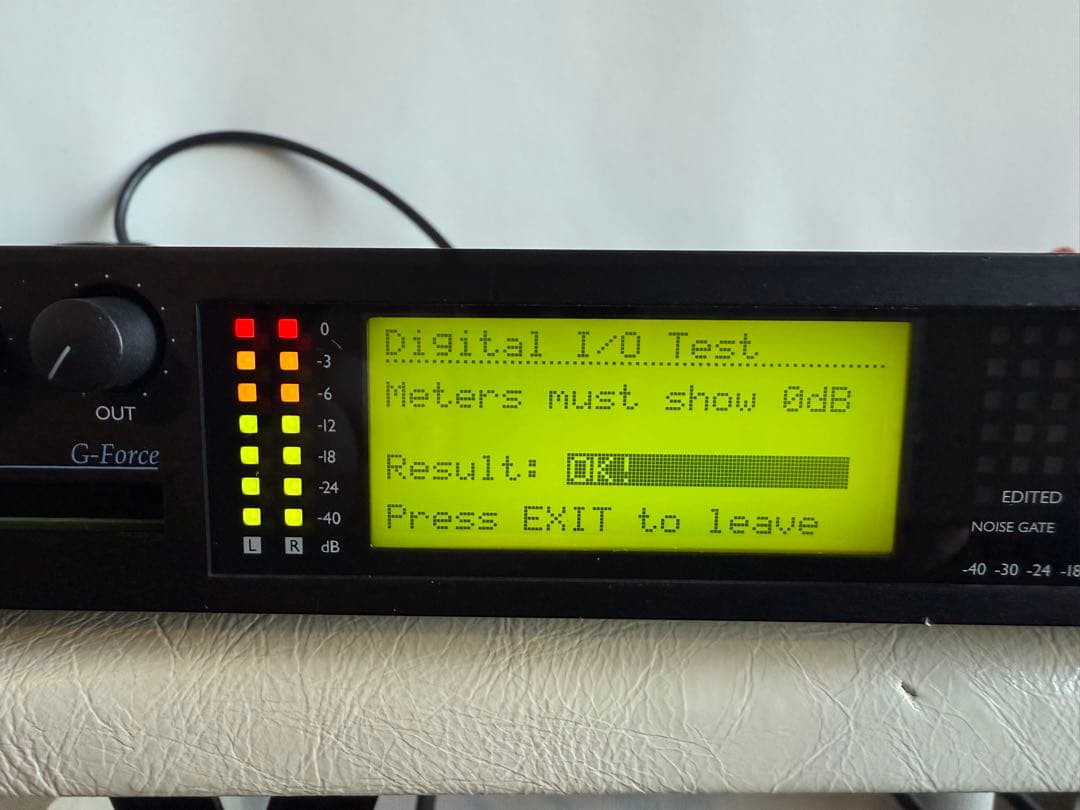 OUT
G-Force
0
-3
-6
-12
-18
-24
-40
L R dB
Digital I/O Test
Meters must show 0dB
Result: OK!
Press EXIT to leave
EDITED
NOISE GATE
-40 -30 -24 -18